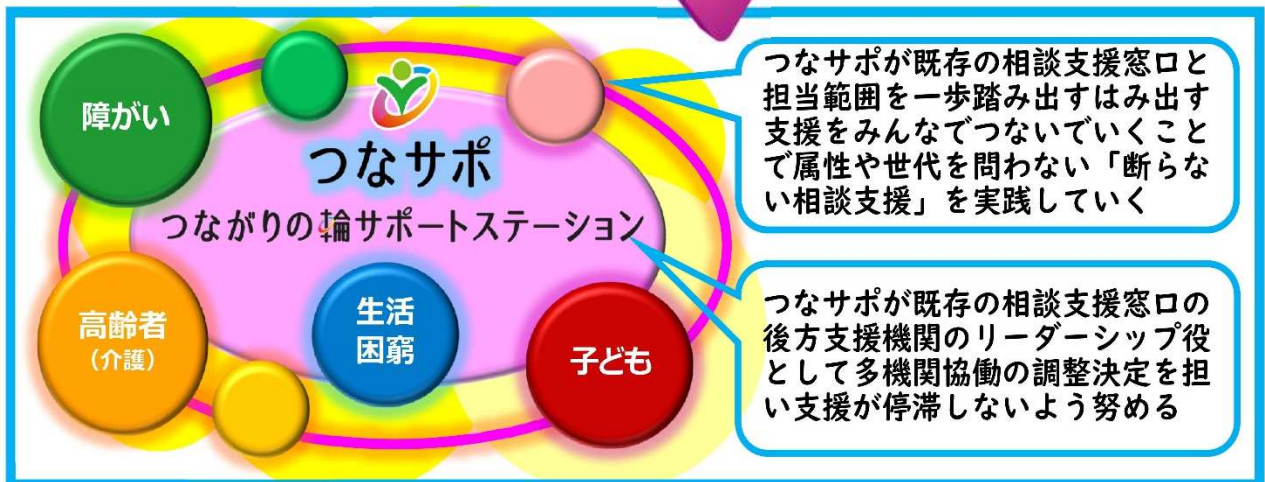 障がい
つなサポ
つながりの輪サポートステーション
高齢者
（介護）
生活
困窮
子ども
つなサポが既存の相談支援窓口と
担当範囲を一歩踏み出すはみ出す
支援をみんなでつないでいくこと
で属性や世代を問わない「断らな
い相談支援」を実践していく
つなサポが既存の相談支援窓口の
後方支援機関のリーダーシップ役
として多機関協働の調整決定を担
い支援が停滞しないよう努める